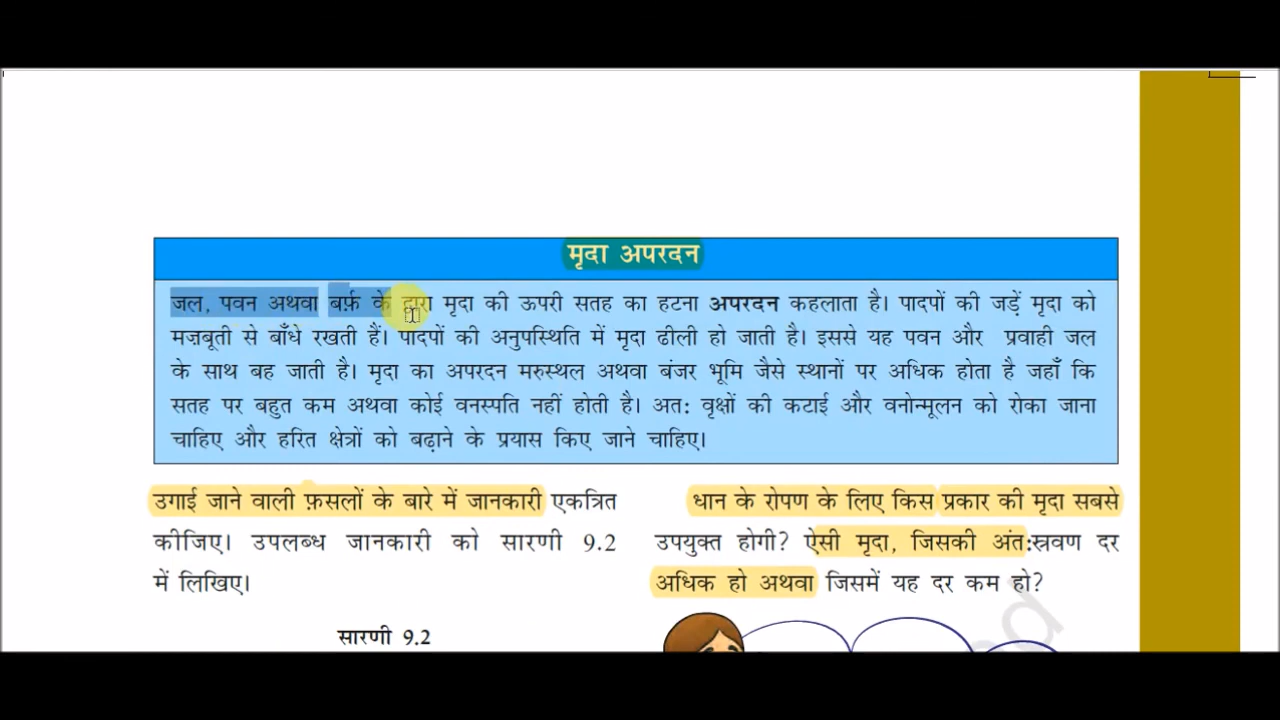 मृदा अपरदन
जल, पवन अथवा बर्फ़ के द्वारा मृदा की ऊपरी सतह का हटना अपरदन कहलाता है। पादपों की जड़ें मृदा को
मज़बूती से बाँधे रखती हैं। पादपों की अनुपस्थिति में मृदा ढीली हो जाती है। इससे यह पवन और प्रवाही जल
के साथ बह जाती है। मृदा का अपरदन मरुस्थल अथवा बंजर भूमि जैसे स्थानों पर अधिक होता है जहाँ कि
सतह पर बहुत कम अथवा कोई वनस्पति नहीं होती है। अतः वृक्षों की कटाई और वनोन्मूलन को रोका जाना
चाहिए और हरित क्षेत्रों को बढ़ाने के प्रयास किए जाने चाहिए।
उगाई जाने वाली फ़सलों के बारे में जानकारी एकत्रित
कीजिए। उपलब्ध जानकारी को सारणी 9.2
में लिखिए।
सारणी 9.2
धान के रोपण के लिए किस प्रकार की मृदा सबसे
उपयुक्त होगी? ऐसी मृदा, जिसकी अंतःस्रवण दर
अधिक हो अथवा जिसमें यह दर कम हो?